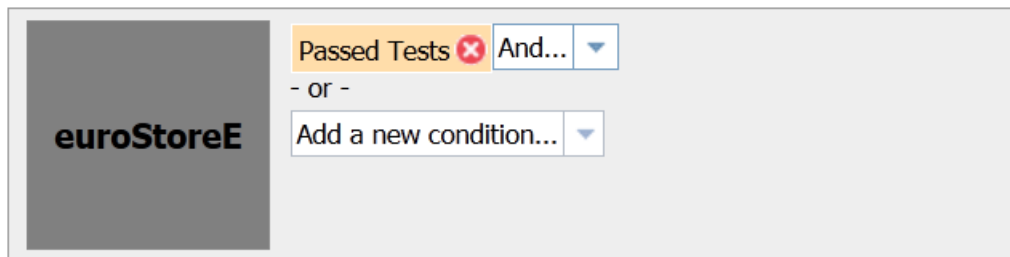 Passed Tests And...
- or -
euroStoreE
Add a new condition...